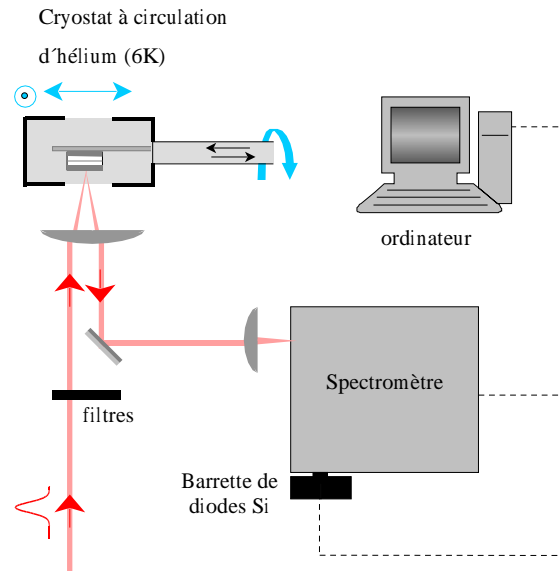 Cryostat à circulation
d´hélium (6K)
ordinateur
Spectromètre
filtres
Barrette de
diodes Si